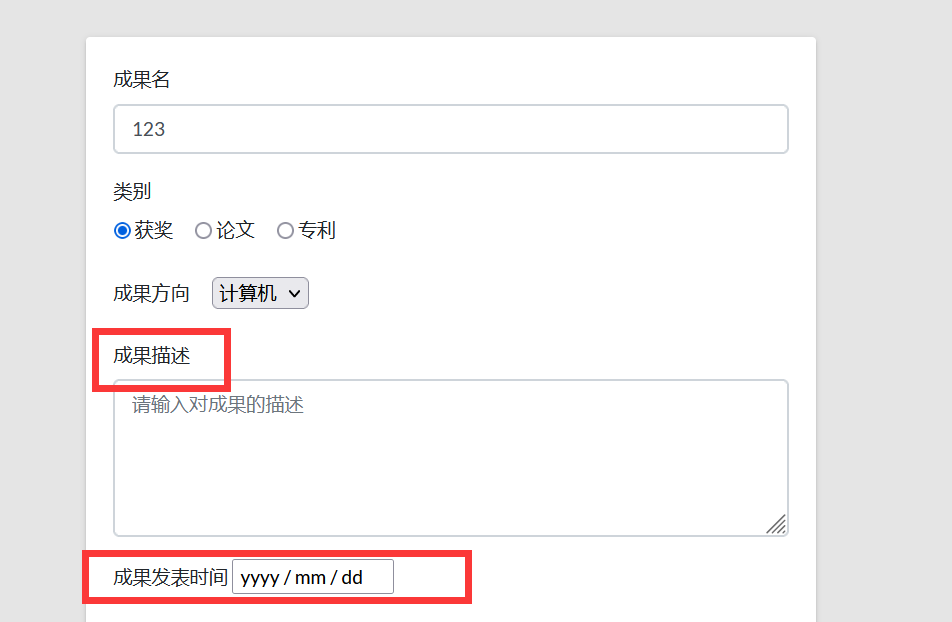 成果名
123
类别
获奖 论文 专利
成果方向 计算机
成果描述
请输入对成果的描述
成果发表时间 yyyy / mm / dd